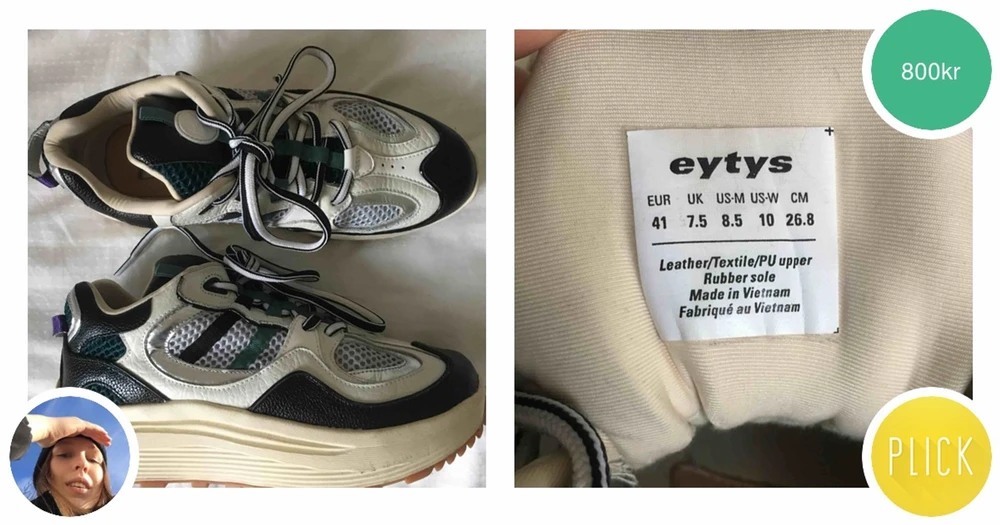 800kr
eytys
EUR UK US-M US-W CM
41 7.5 8.5 10 26.8
Leather/Textile/PU upper
Rubber sole
Made in Vietnam
Fabriqué au Vietnam
PLICK